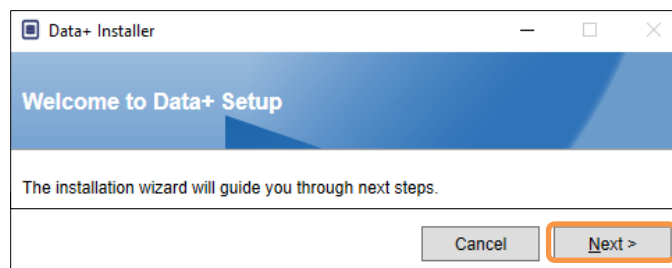 Data+ Installer
Welcome to Data+ Setup
The installation wizard will guide you through next steps.
Cancel
Next >